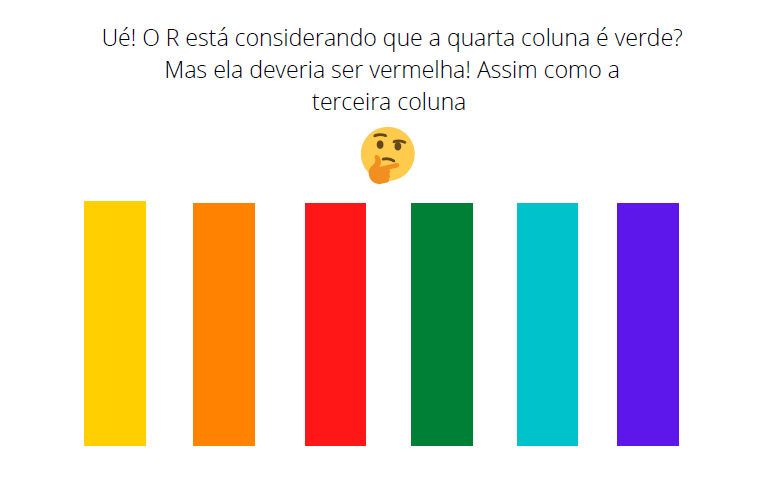 Ué! O R está considerando que a quarta coluna é verde?
Mas ela deveria ser vermelha! Assim como a
terceira coluna